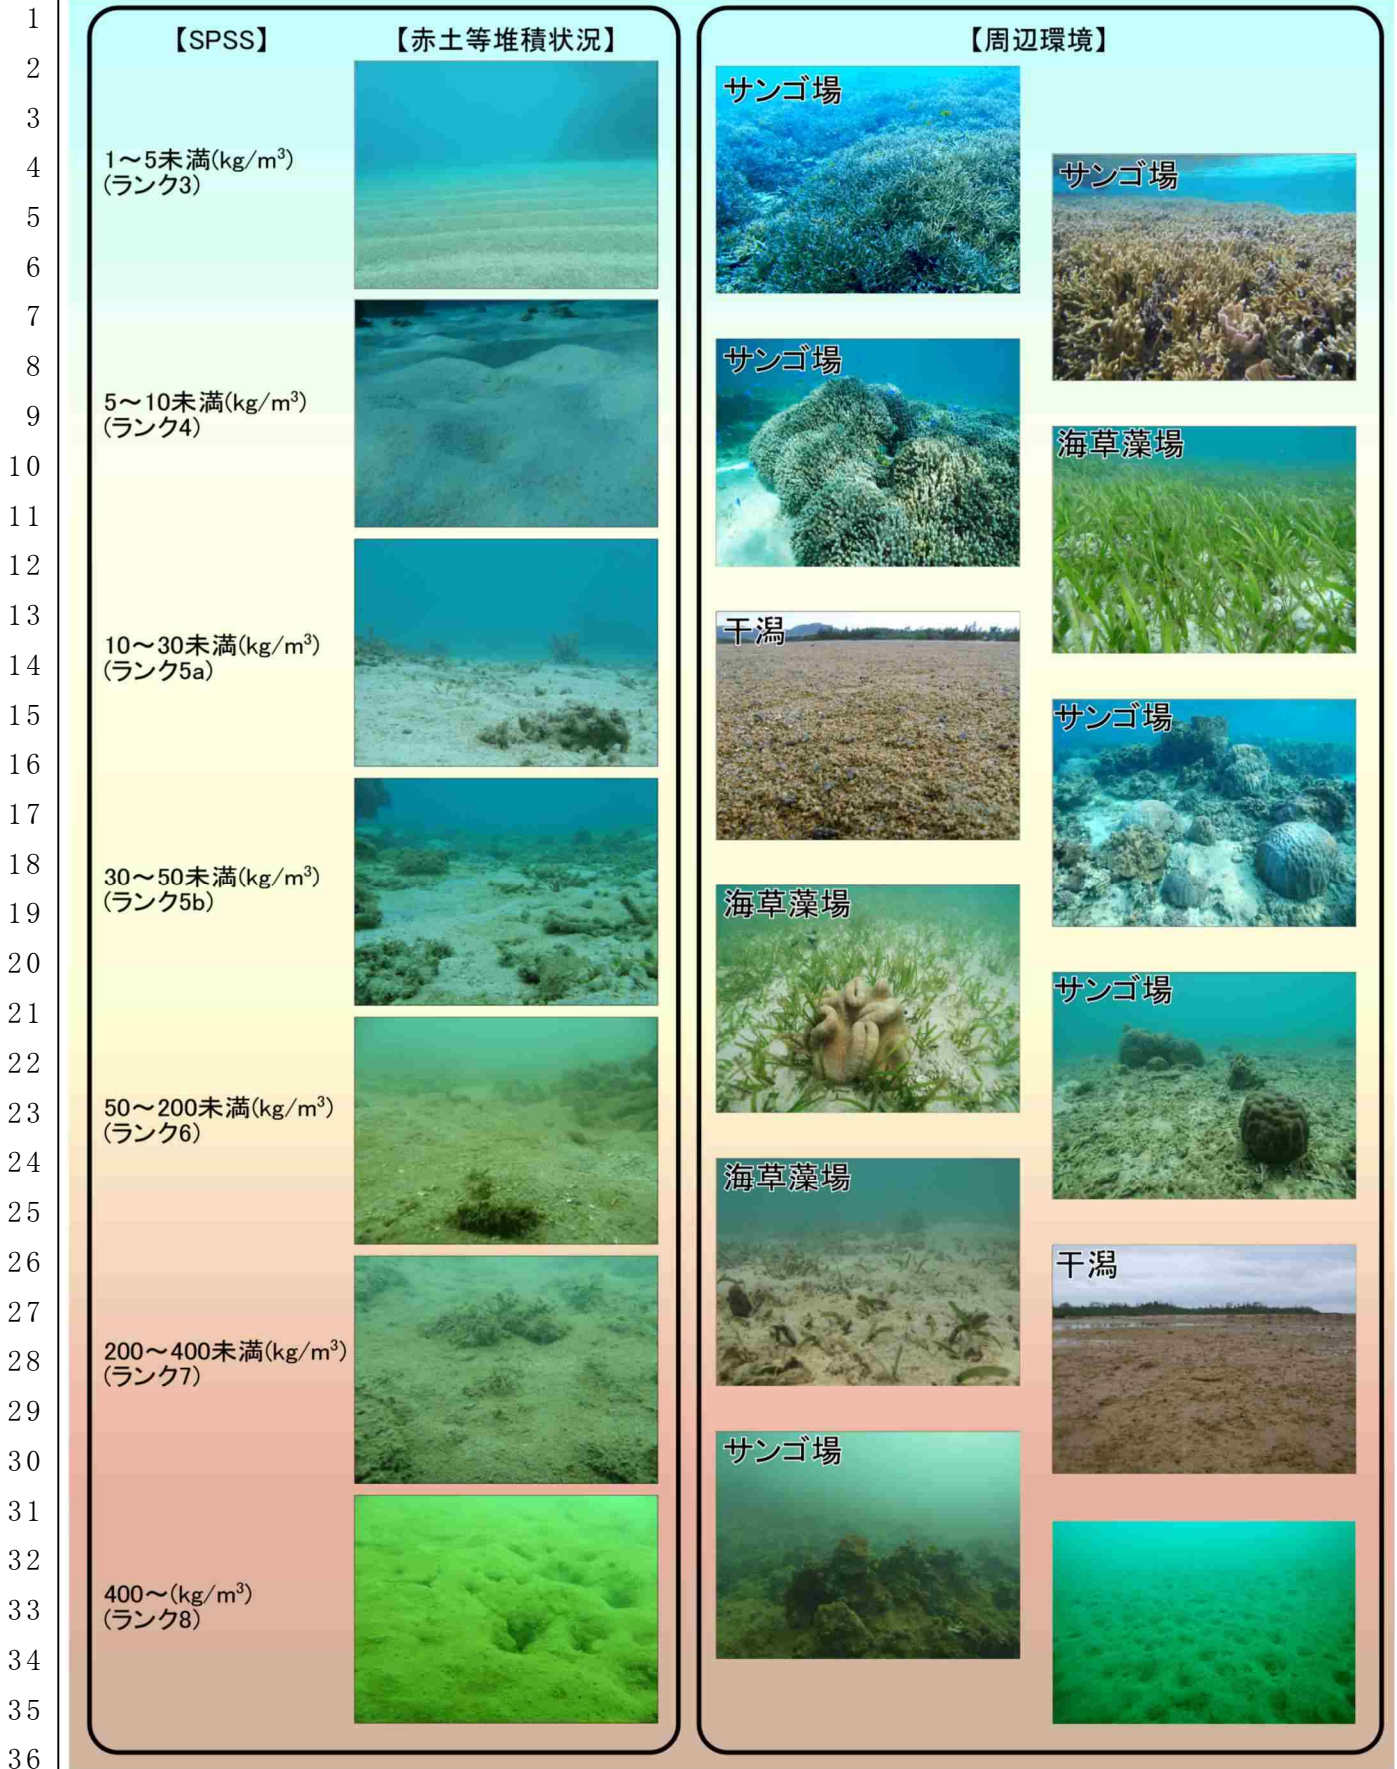 1
2
3
4
5
6
7
8
9
10
11
12
13
14
15
16
17
18
19
20
21
22
23
24
25
26
27
28
29
30
31
32
33
34
35
36
【SPSS】
【赤土等堆積状況】
1～5未満(kg/m³)
(ランク3)
5～10未満(kg/m³)
(ランク4)
10～30未満(kg/m³)
(ランク5a)
30～50未満(kg/m³)
(ランク5b)
50～200未満(kg/m³)
(ランク6)
200～400未満(kg/m³)
(ランク7)
400～(kg/m³)
(ランク8)
【周辺環境】
サンゴ場
サンゴ場
サンゴ場
海草藻場
干潟
サンゴ場
海草藻場
サンゴ場
海草藻場
干潟
サンゴ場